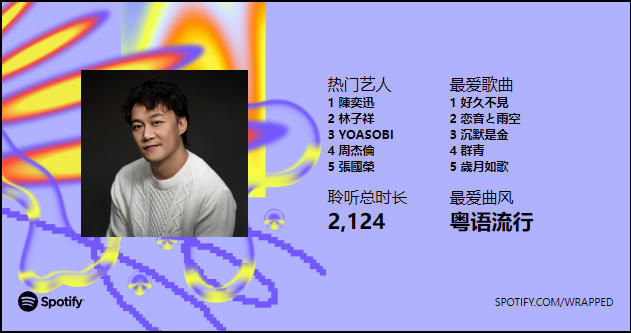 热门艺人
1 陳奕迅
2 林子祥
3 YOASOBI
4 周杰倫
5 張國榮
最爱歌曲
1 好久不見
2 恋音と雨空
3 沉默是金
4 群青
5 歲月如歌
聆听总时长
2,124
最爱曲风
粤语流行
Spotify
SPOTIFY.COM/WRAPPED